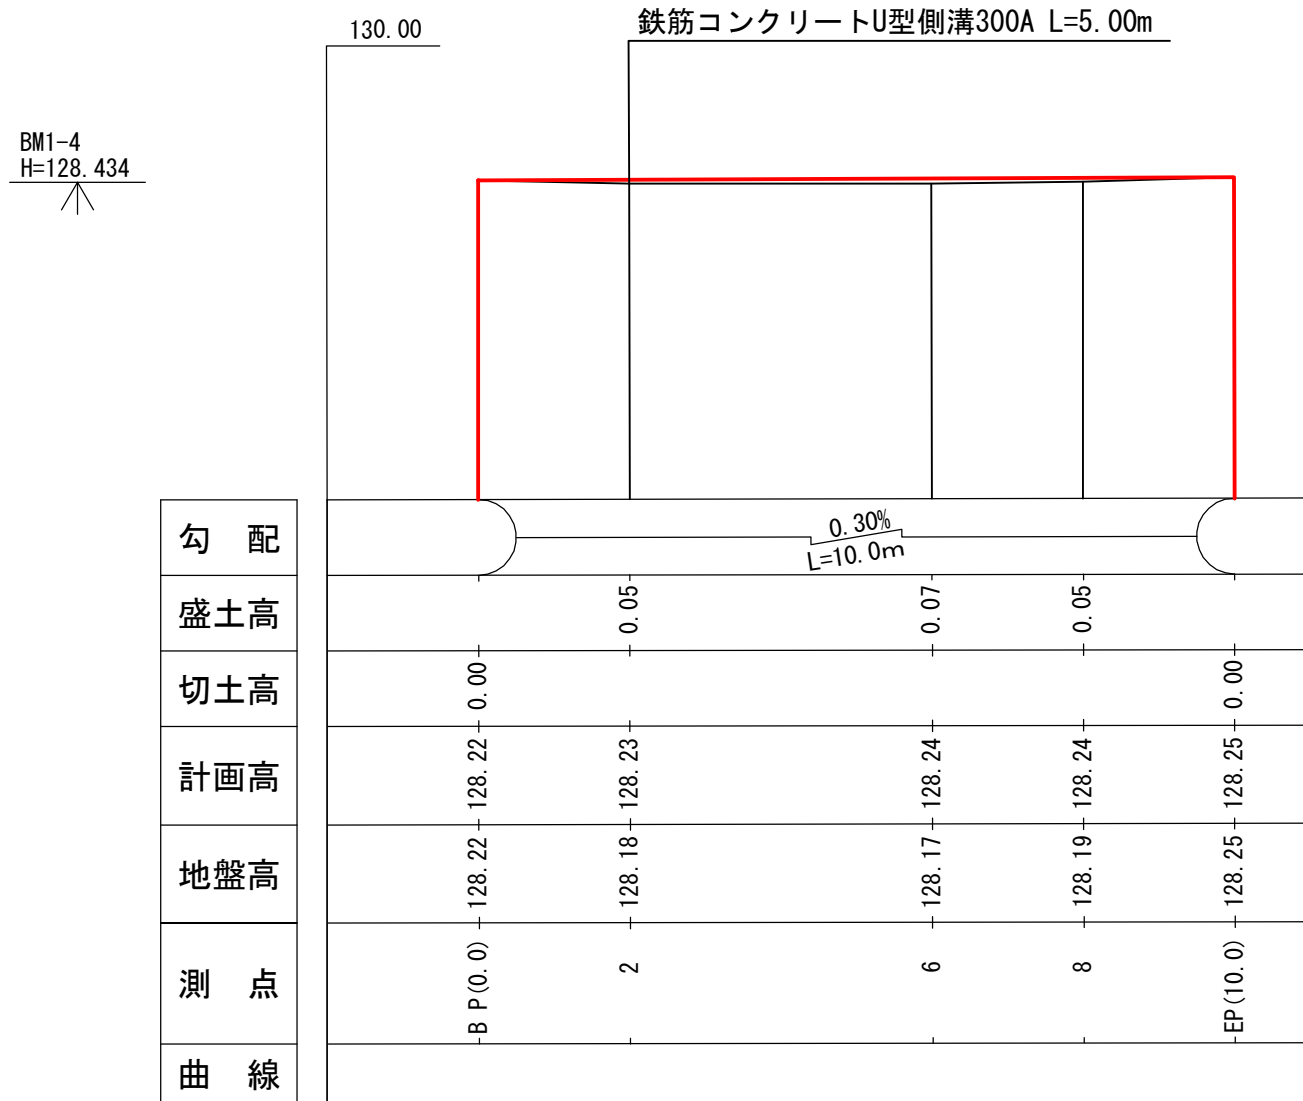 鉄筋コンクリートU型側溝300A L=5.00m
130.00
BM1-4
H=128.434
勾 配
0.30%
L=10.0m
盛土高 0.05 0.07 0.05
切土高 0.00 0.00
計画高 128.22 128.23 128.24 128.24 128.25
地盤高 128.22 128.18 128.17 128.19 128.25
測 点 B P(0.0) 2 6 8 EP(10.0)
曲 線